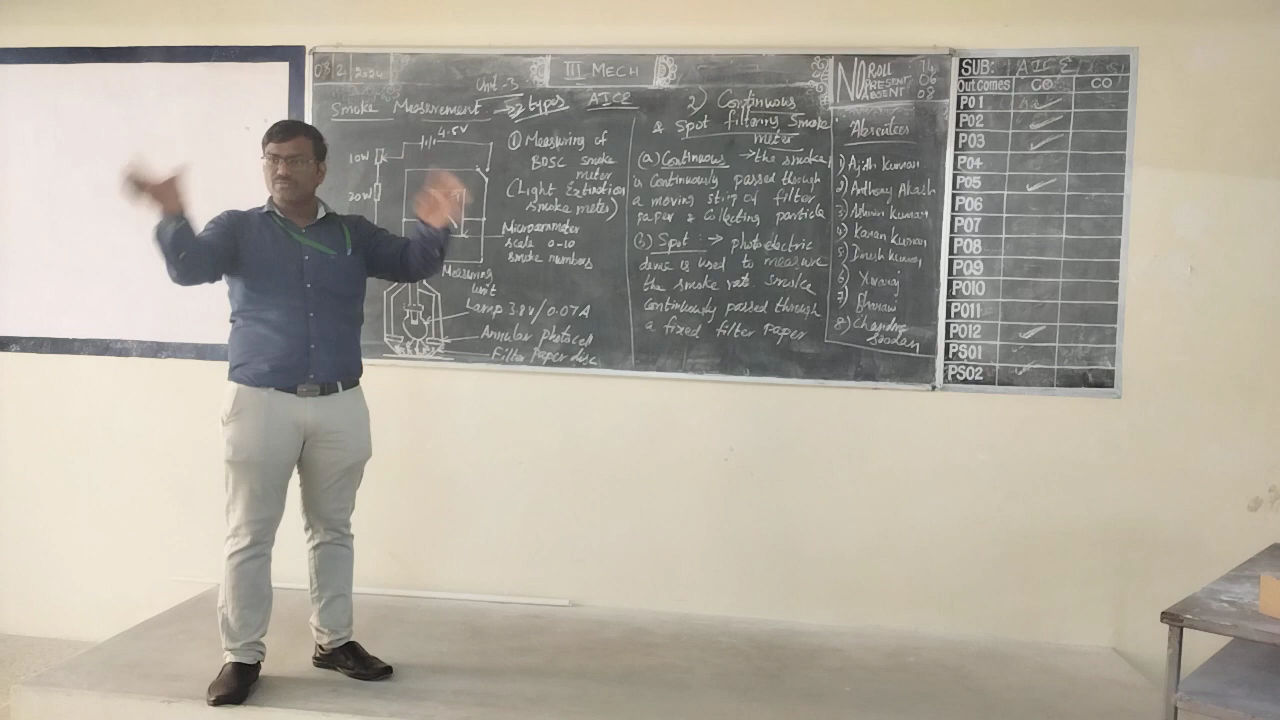 08 2 2024
III MECH
Unit-3
Smoke Measurement → 2 types AICE
4.5V
10W
20W
① Measuring of
BOSC smoke
meter
(Light Extinction
Smoke meter)
Microammeter
scale 0-10
smoke numbers
Measuring
unit
Lamp 3.8V/0.07A
Annular photocell
Filter Paper disc
2) Continuous
& Spot filtering Smoke
meter
(a) Continuous → the smoke
is continuously passed through
a moving strip of filter
paper & collecting particle
(b) Spot: → photoelectric
device is used to measure
the smoke rate. smoke
continuously passed through
a fixed filter paper
NO ROLL 14
PRESENT 06
ABSENT 08
Absentees
1) Ajith Kumar
2) Anthony Akash
3) Ashwin Kumar
4) Karan Kumar
5) Dinesh Kumar
6) Yuvaraj
7)
8) Chandra
SUB: AICE
Outcomes CO CO
PO1
PO2
PO3
PO4
PO5
PO6
PO7
PO8
PO9
PO10
PO11
PO12
PSO1
PSO2